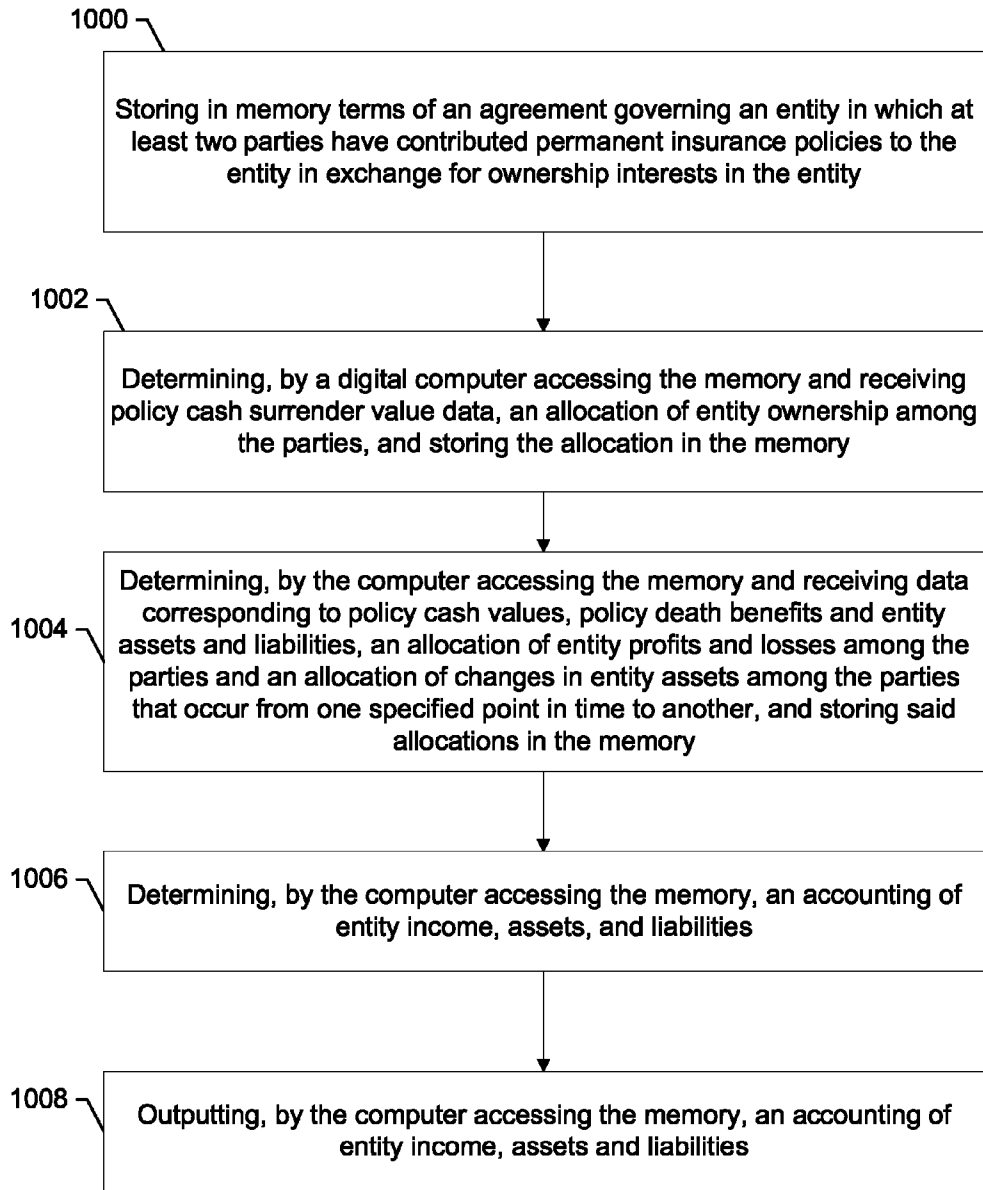 1000
Storing in memory terms of an agreement governing an entity in which at
least two parties have contributed permanent insurance policies to the
entity in exchange for ownership interests in the entity
1002
Determining, by a digital computer accessing the memory and receiving
policy cash surrender value data, an allocation of entity ownership among
the parties, and storing the allocation in the memory
1004
Determining, by the computer accessing the memory and receiving data
corresponding to policy cash values, policy death benefits and entity
assets and liabilities, an allocation of entity profits and losses among the
parties and an allocation of changes in entity assets among the parties
that occur from one specified point in time to another, and storing said
allocations in the memory
1006
Determining, by the computer accessing the memory, an accounting of
entity income, assets, and liabilities
1008
Outputting, by the computer accessing the memory, an accounting of
entity income, assets and liabilities